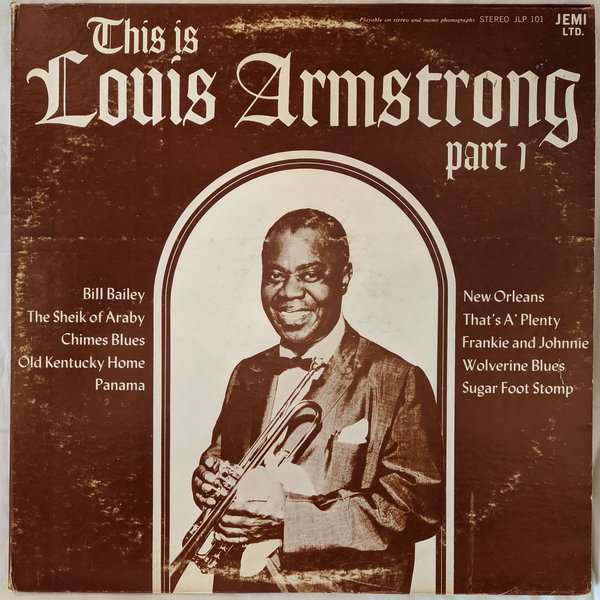 Playable on stereo and mono phonographs STEREO JLP 101 JEMI LTD.
This is
Louis Armstrong
part 1
Bill Bailey
The Sheik of Araby
Chimes Blues
Old Kentucky Home
Panama
New Orleans
That's A' Plenty
Frankie and Johnnie
Wolverine Blues
Sugar Foot Stomp